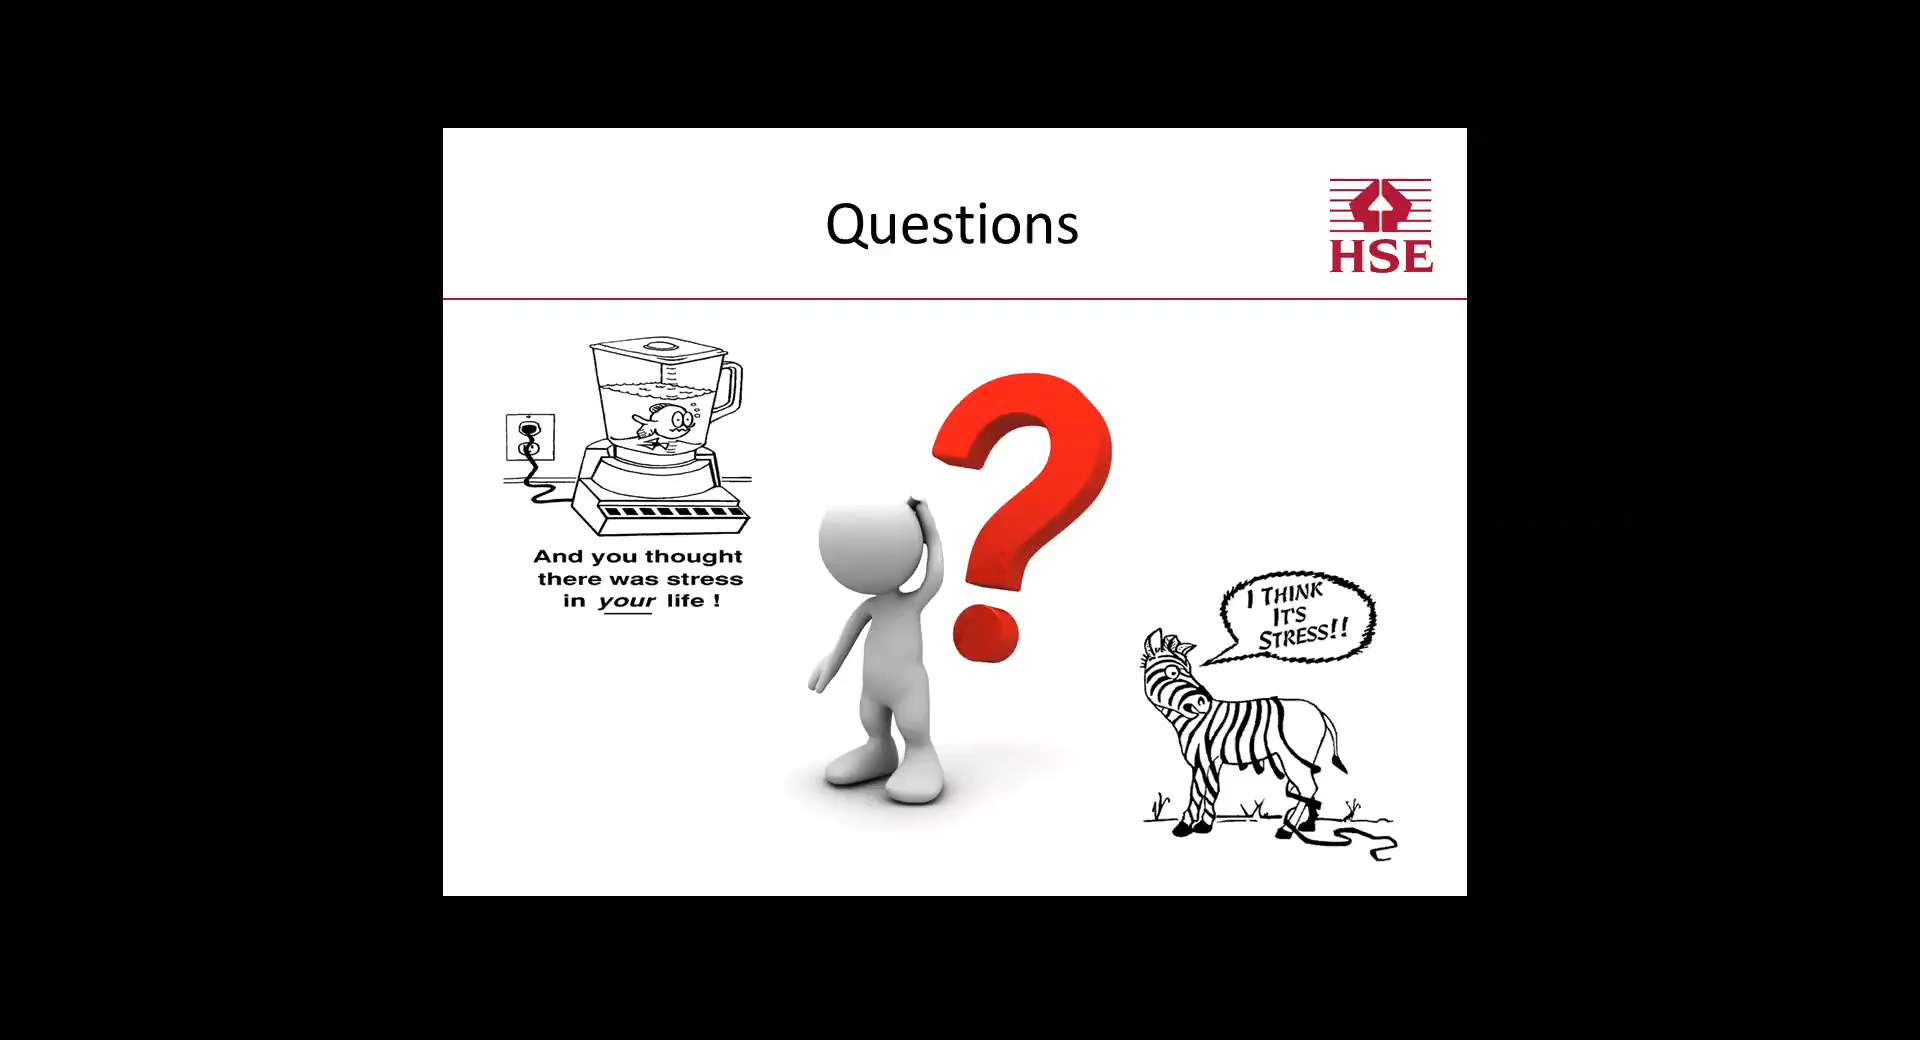 Questions
HSE
And you thought
there was stress
in your life !
I THINK
IT'S
STRESS!!